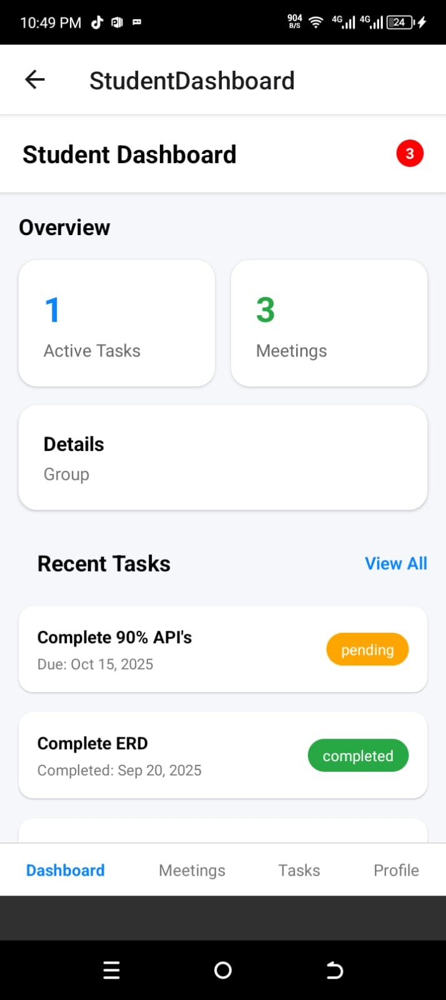 10:49 PM
904 B/S 4G 4G 24
StudentDashboard
Student Dashboard
3
Overview
1
Active Tasks
3
Meetings
Details
Group
Recent Tasks
View All
Complete 90% API's
Due: Oct 15, 2025
pending
Complete ERD
Completed: Sep 20, 2025
completed
Dashboard Meetings Tasks Profile